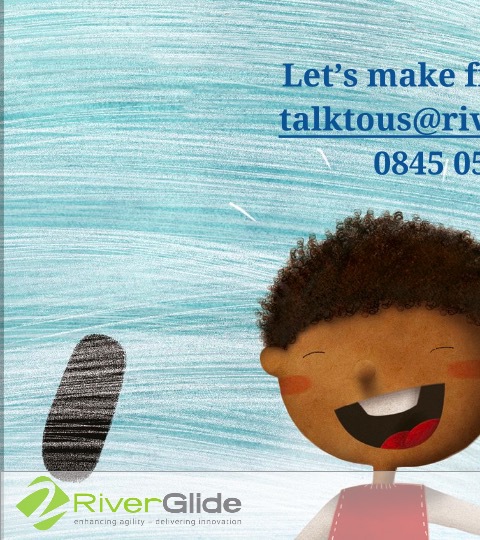 Let's make
talktous@
0845
RiverGlide
enhancing agility – delivering innovation